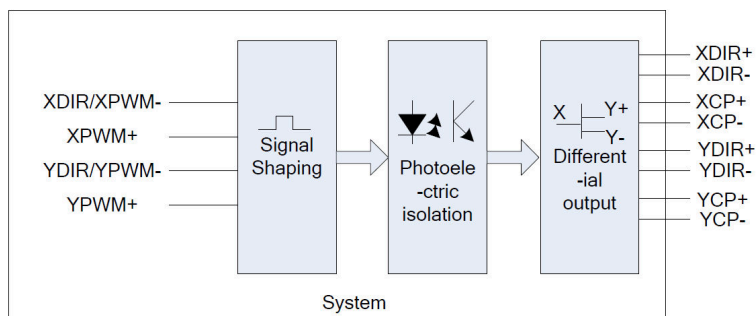 XDIR/XPWM-
XPWM+
YDIR/YPWM-
YPWM+
Signal
Shaping
Photoele
-ctric
isolation
X
Y+
Y-
Different
-ial
output
XDIR+
XDIR-
XCP+
XCP-
YDIR+
YDIR-
YCP+
YCP-
System